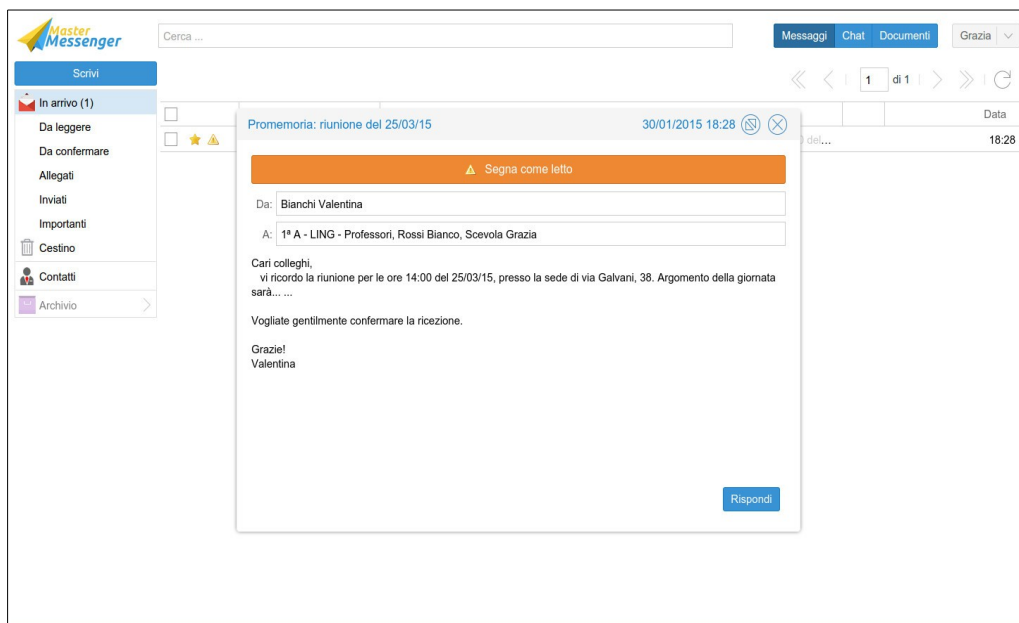 Master
Messenger
Cerca ...
Messaggi Chat Documenti
Grazia
Scrivi
1 di 1
In arrivo (1)
Da leggere
Da confermare
Allegati
Inviati
Importanti
Cestino
Contatti
Archivio
Data
del... 18:28
Promemoria: riunione del 25/03/15 30/01/2015 18:28
Segna come letto
Da: Bianchi Valentina
A: 1ª A - LING - Professori, Rossi Bianco, Scevola Grazia
Cari colleghi,
vi ricordo la riunione per le ore 14:00 del 25/03/15, presso la sede di via Galvani, 38. Argomento della giornata
sarà... ...
Vogliate gentilmente confermare la ricezione.
Grazie!
Valentina
Rispondi